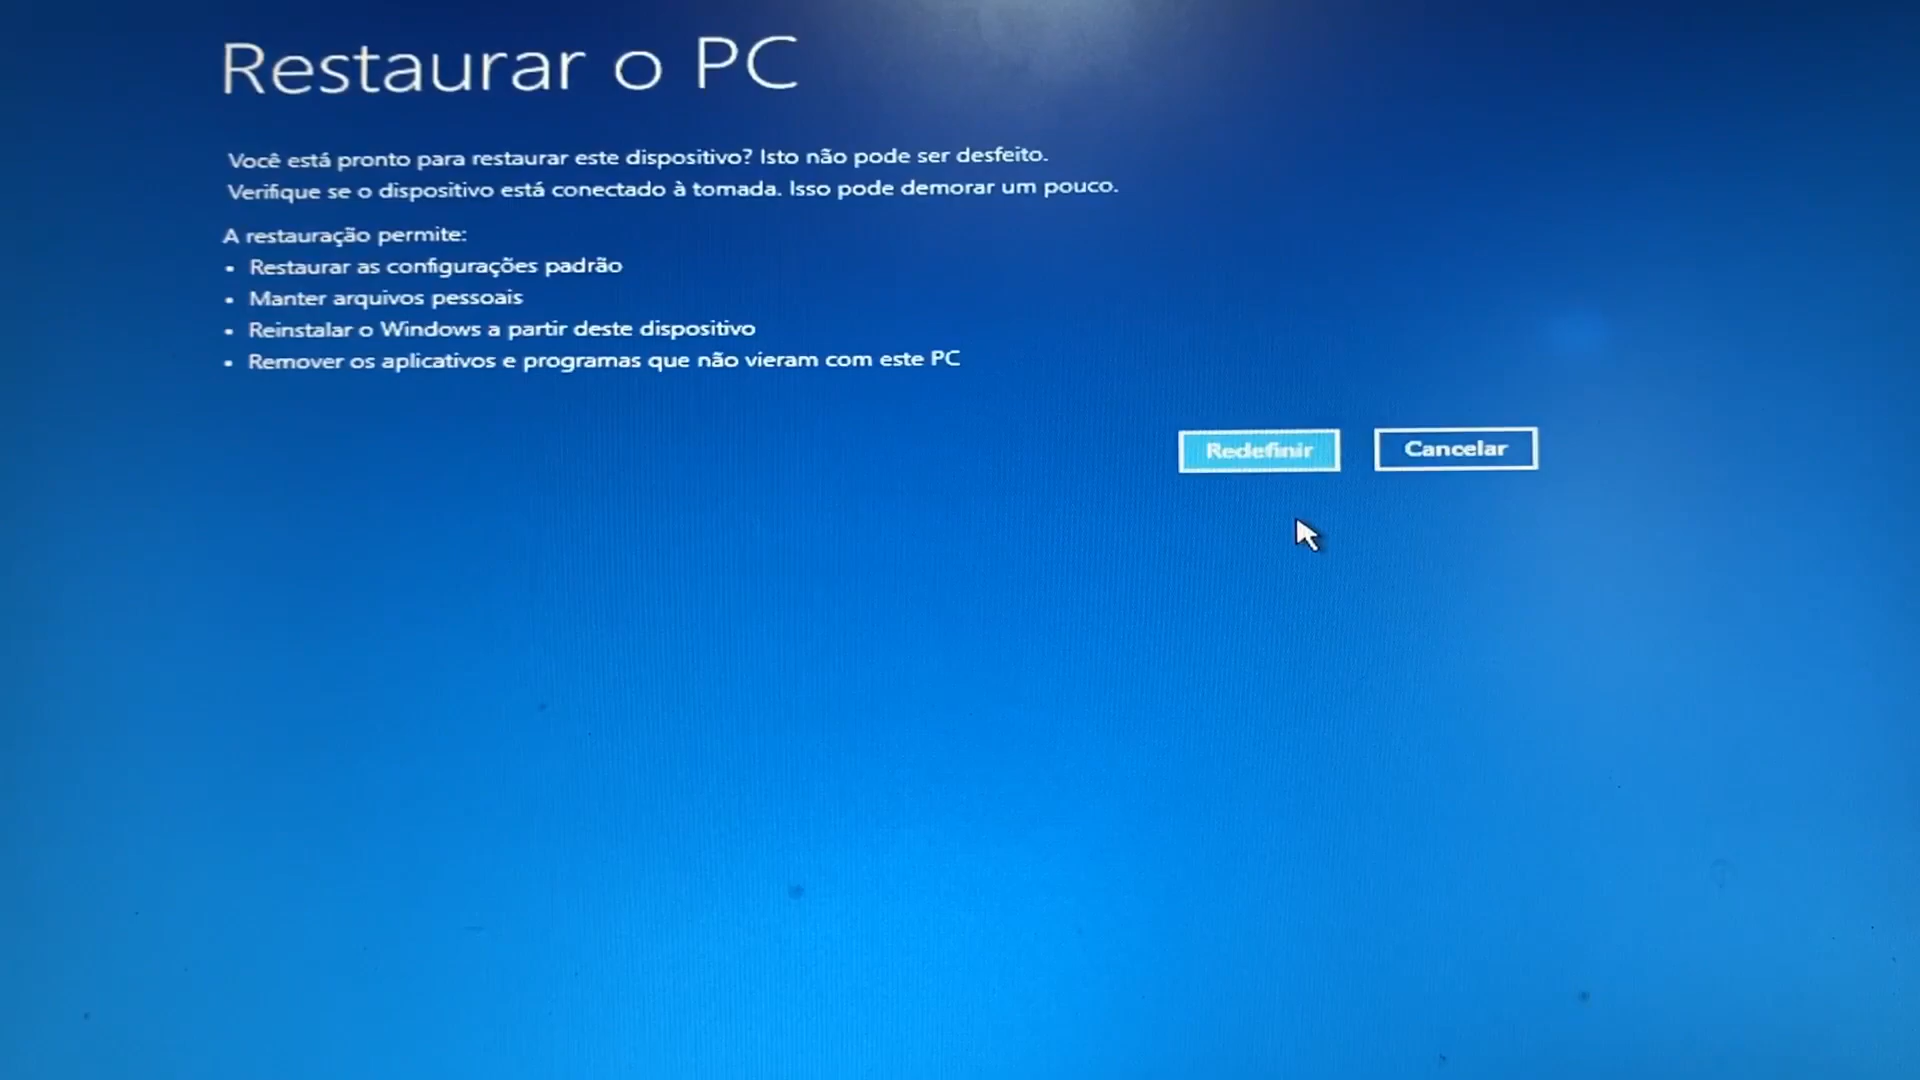 Restaurar o PC
Você está pronto para restaurar este dispositivo? Isto não pode ser desfeito.
Verifique se o dispositivo está conectado à tomada. Isso pode demorar um pouco.
A restauração permite:
• Restaurar as configurações padrão
• Manter arquivos pessoais
• Reinstalar o Windows a partir deste dispositivo
• Remover os aplicativos e programas que não vieram com este PC
Redefinir Cancelar